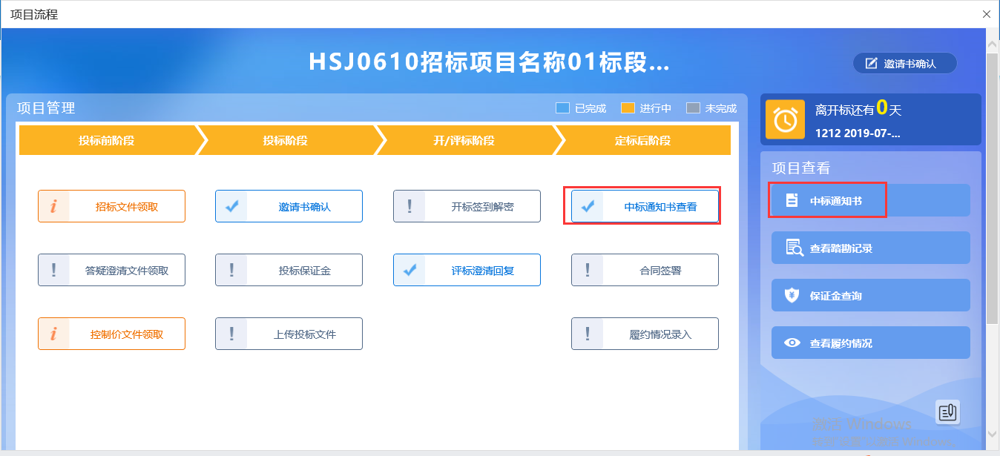 项目流程
HSJ0610招标项目名称01标段...
邀请书确认
项目管理
已完成
进行中
未完成
离开标还有0天
1212 2019-07-...
投标前阶段
投标阶段
开/评标阶段
定标后阶段
项目查看
招标文件领取
邀请书确认
开标签到解密
中标通知书查看
中标通知书
答疑澄清文件领取
投标保证金
评标澄清回复
合同签署
查看踏勘记录
控制价文件领取
上传投标文件
履约情况录入
保证金查询
查看履约情况
激活 Windows